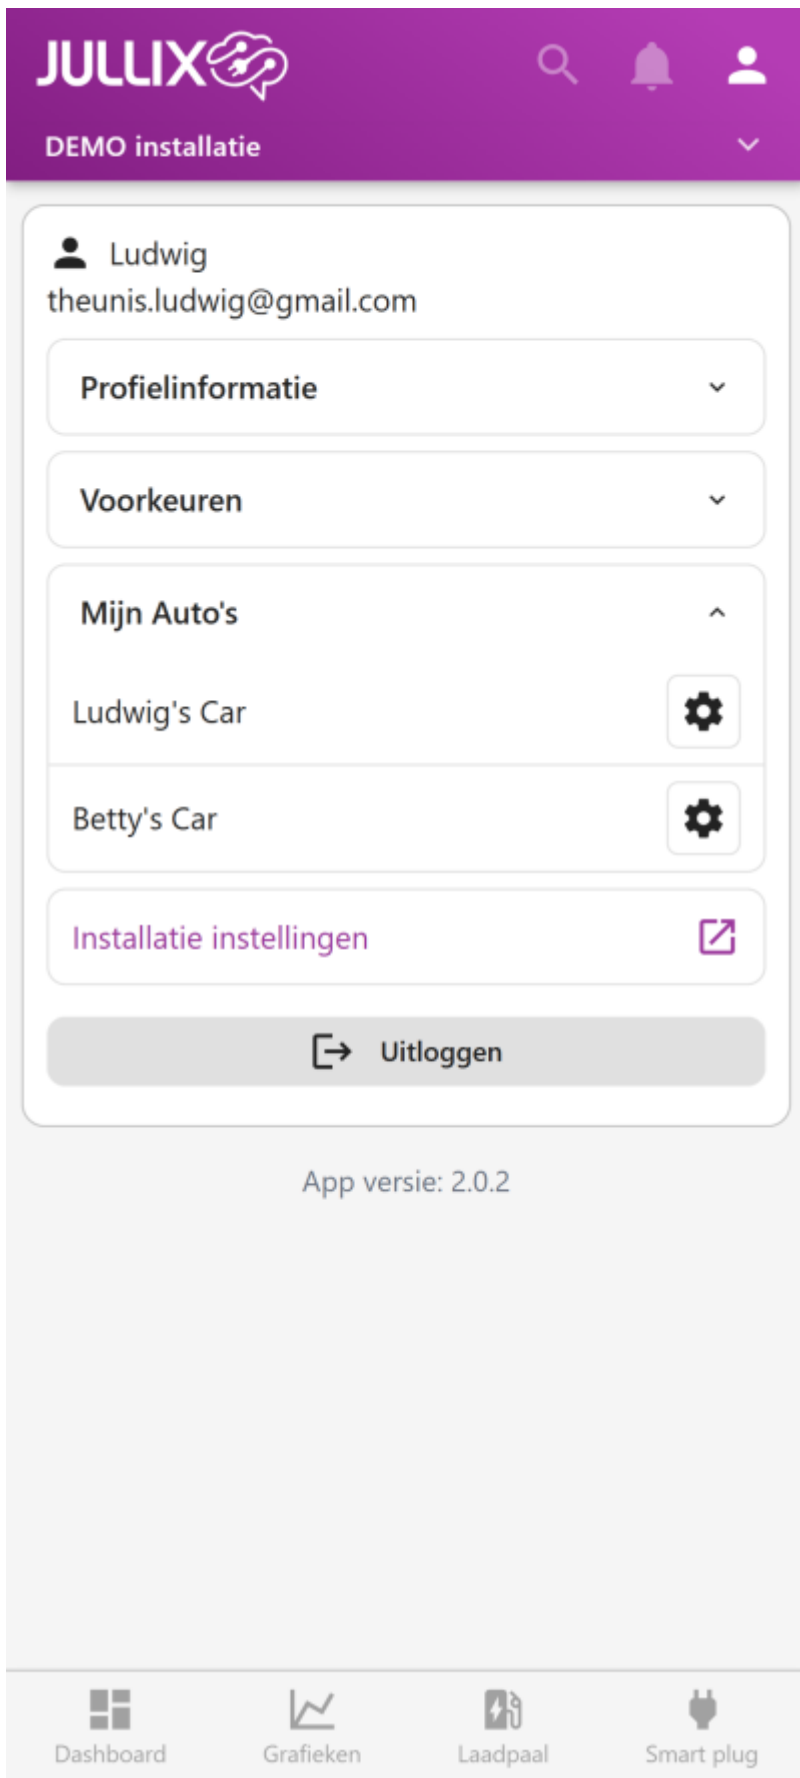 JULLIX
DEMO installatie
Ludwig
theunis.ludwig@gmail.com
Profielinformatie
Voorkeuren
Mijn Auto's
Ludwig's Car
Betty's Car
Installatie instellingen
Uitloggen
App versie: 2.0.2
Dashboard
Grafieken
Laadpaal
Smart plug